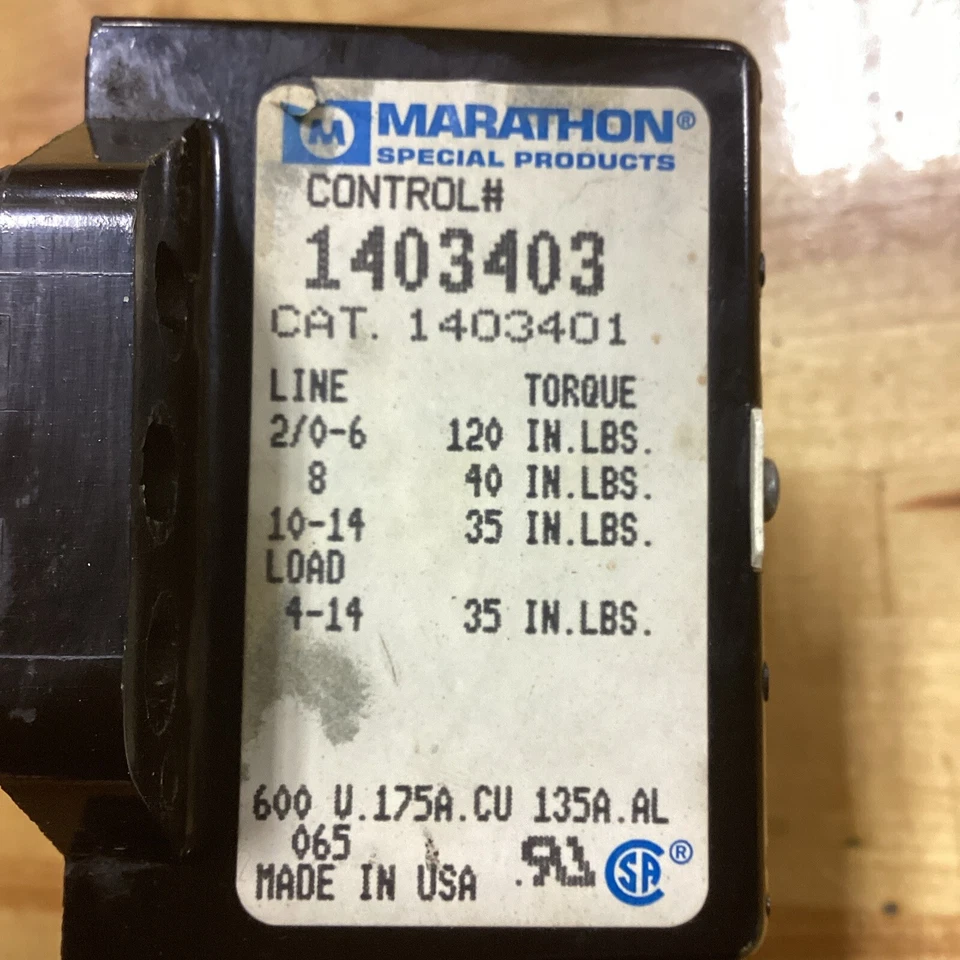 M MARATHON®
SPECIAL PRODUCTS
CONTROL#
1403403
CAT. 1403401
LINE TORQUE
2/0-6 120 IN.LBS.
8 40 IN.LBS.
10-14 35 IN.LBS.
LOAD
4-14 35 IN.LBS.
600 V.175A.CU 135A.AL
065
MADE IN USA SA ®